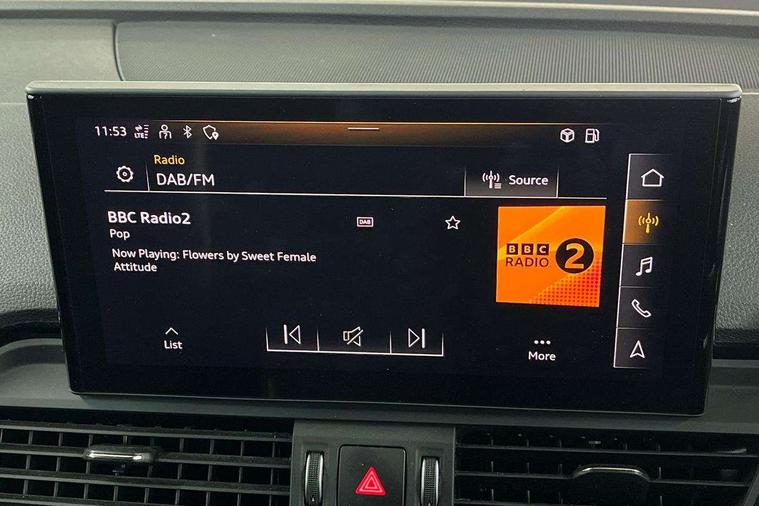 11:53 LTE
Radio
DAB/FM
Source
BBC Radio2
DAB
Pop
Now Playing: Flowers by Sweet Female
Attitude
BBC
RADIO 2
List
More